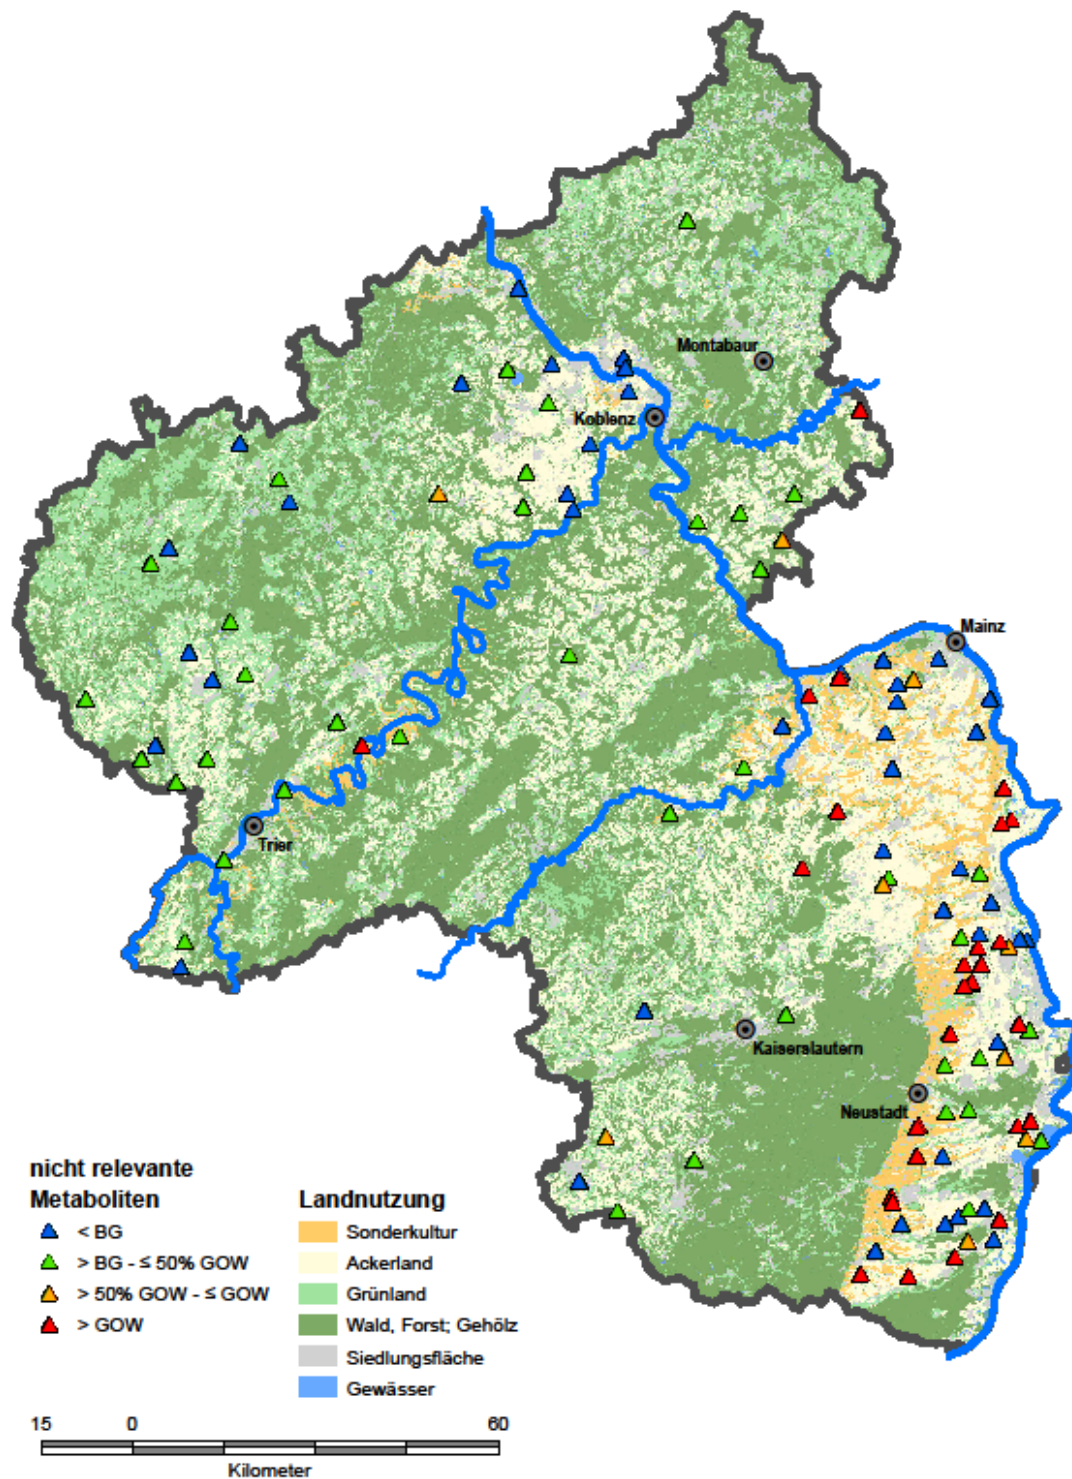 Montabaur
Koblenz
Mainz
Trier
Kaiserslautern
Neustadt
nicht relevante
Metaboliten
< BG
> BG - ≤ 50% GOW
> 50% GOW - ≤ GOW
> GOW
Landnutzung
Sonderkultur
Ackerland
Grünland
Wald, Forst; Gehölz
Siedlungsfläche
Gewässer
15 0 60
Kilometer